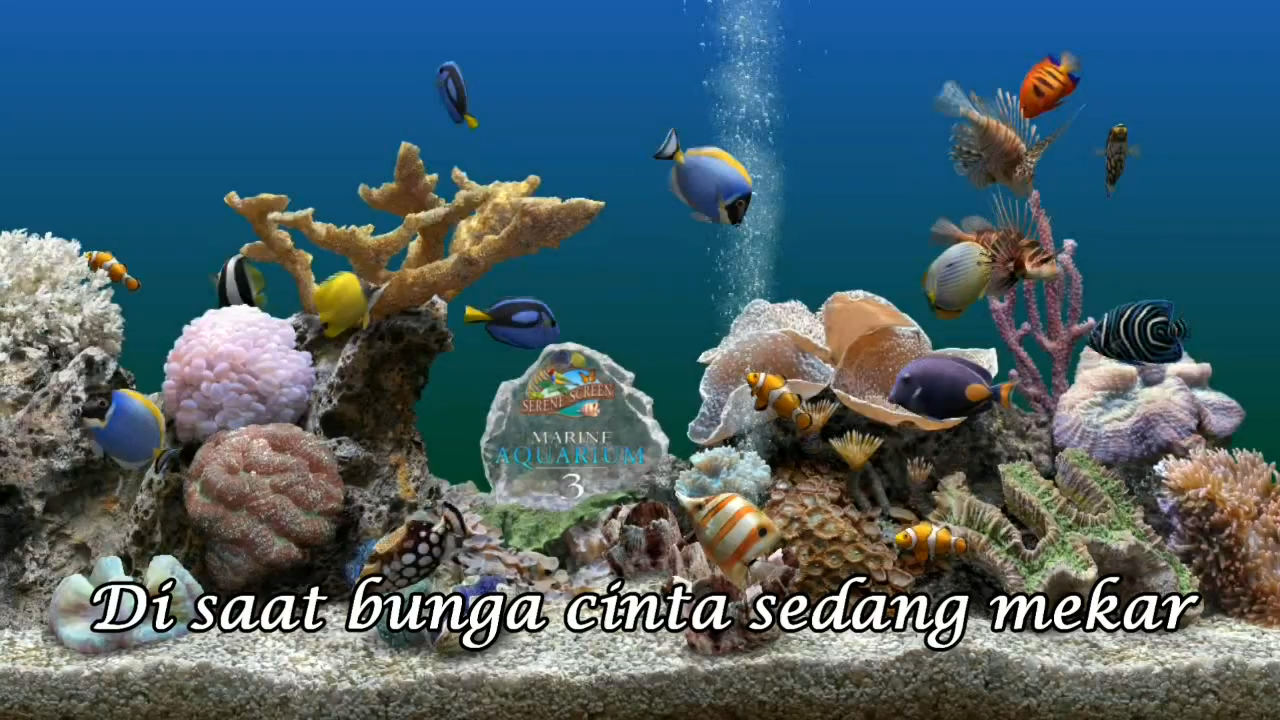 SERENE SCREEN
MARINE
AQUARIUM
3
Di saat bunga cinta sedang mekar